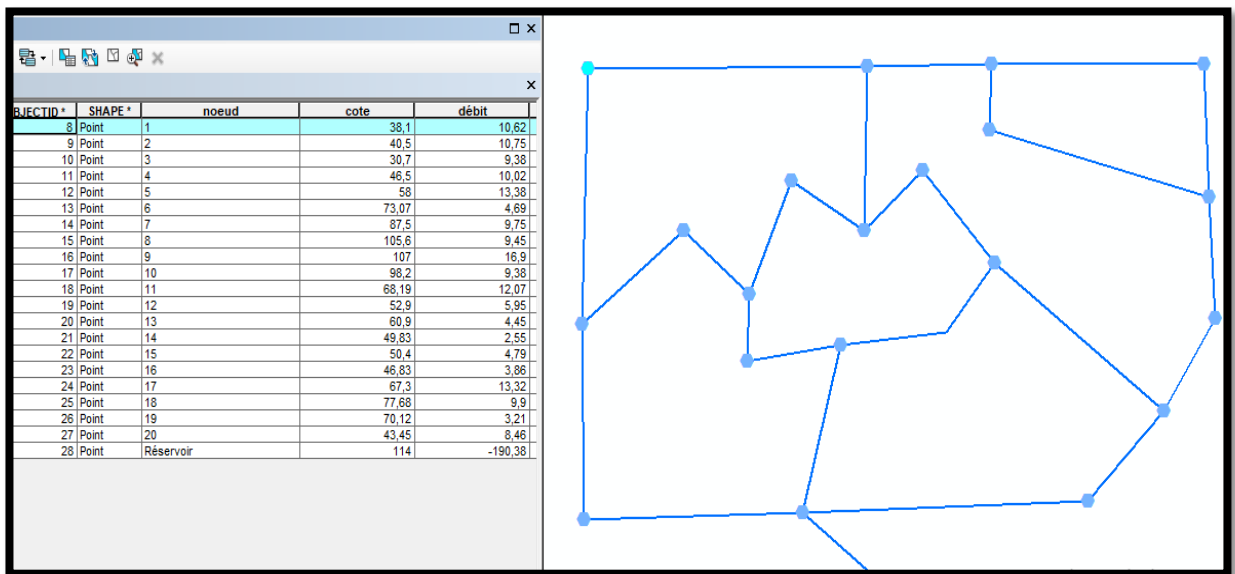 BJECTID * SHAPE * noeud cote débit
8 Point 1 38,1 10,62
9 Point 2 40,5 10,75
10 Point 3 30,7 9,38
11 Point 4 46,5 10,02
12 Point 5 58 13,38
13 Point 6 73,07 4,69
14 Point 7 87,5 9,75
15 Point 8 105,6 9,45
16 Point 9 107 16,9
17 Point 10 98,2 9,38
18 Point 11 68,19 12,07
19 Point 12 52,9 5,95
20 Point 13 60,9 4,45
21 Point 14 49,83 2,55
22 Point 15 50,4 4,79
23 Point 16 46,83 3,86
24 Point 17 67,3 13,32
25 Point 18 77,68 9,9
26 Point 19 70,12 3,21
27 Point 20 43,45 8,46
28 Point Réservoir 114 -190,38